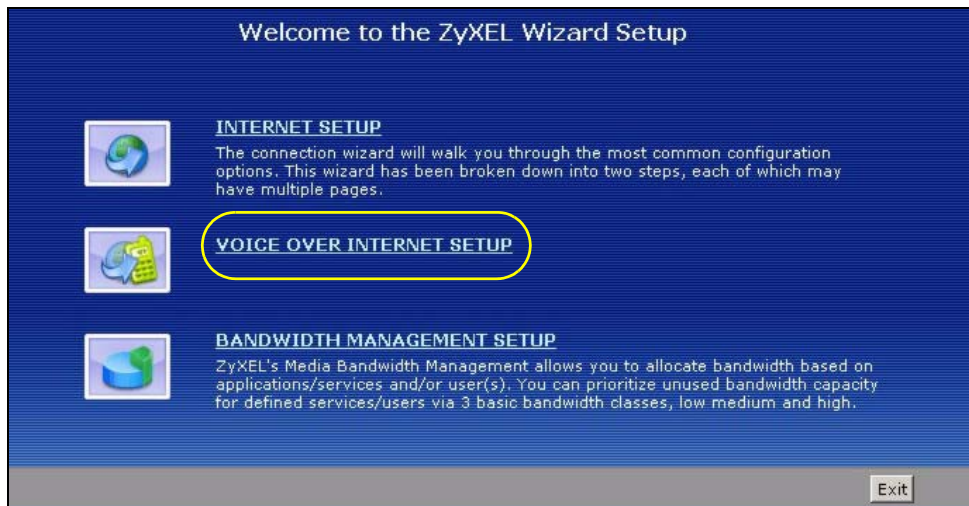 Welcome to the ZyXEL Wizard Setup
INTERNET SETUP
The connection wizard will walk you through the most common configuration
options. This wizard has been broken down into two steps, each of which may
have multiple pages.
VOICE OVER INTERNET SETUP
BANDWIDTH MANAGEMENT SETUP
ZyXEL's Media Bandwidth Management allows you to allocate bandwidth based on
applications/services and/or user(s). You can prioritize unused bandwidth capacity
for defined services/users via 3 basic bandwidth classes, low medium and high.
Exit